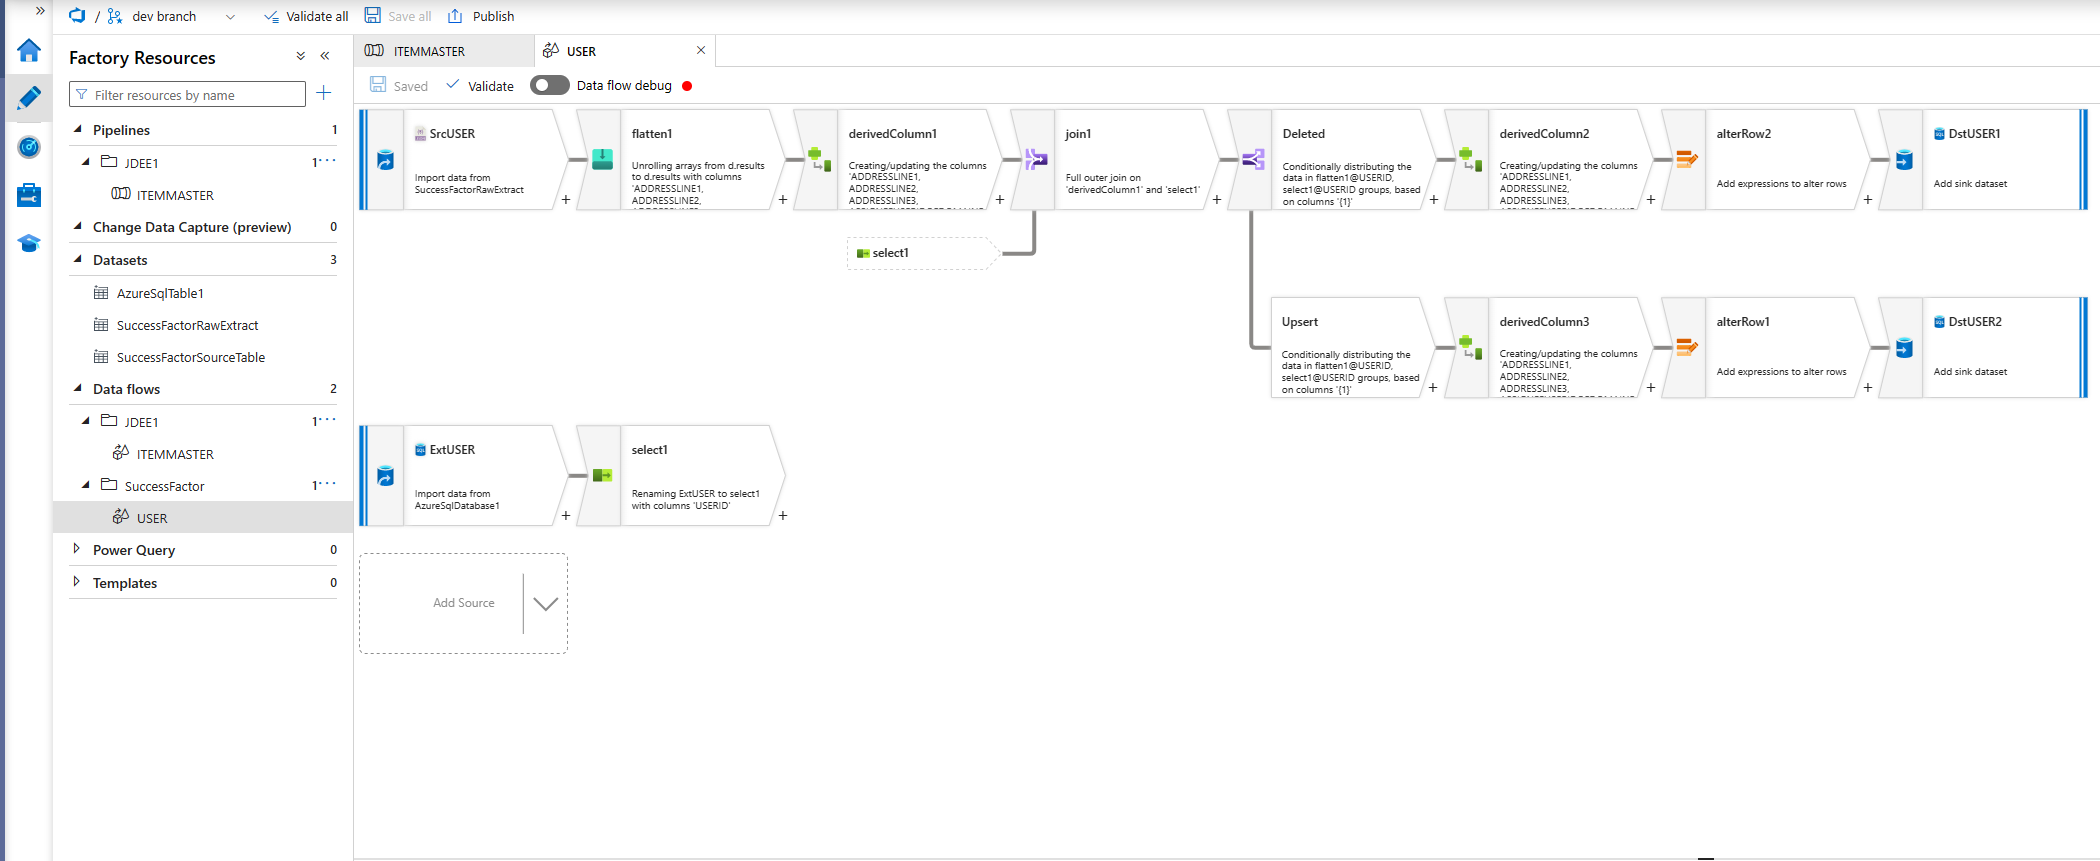 »
/ dev branch Validate all Save all Publish
Factory Resources
Filter resources by name
Pipelines 1
JDEE1 1
ITEMMASTER
Change Data Capture (preview) 0
Datasets 3
AzureSqlTable1
SuccessFactorRawExtract
SuccessFactorSourceTable
Data flows 2
JDEE1 1
ITEMMASTER
SuccessFactor 1
USER
Power Query 0
Templates 0
ITEMMASTER
USER
Saved Validate Data flow debug
SrcUSER
Import data from
SuccessFactorRawExtract
+
flatten1
Unrolling arrays from d.results
to d.results with columns
'ADDRESSLINE1,
ADDRESSLINE2,
+
derivedColumn1
Creating/updating the columns
'ADDRESSLINE1,
ADDRESSLINE2,
ADDRESSLINE3,
+
join1
Full outer join on
'derivedColumn1' and 'select1'
+
Deleted
Conditionally distributing the
data in flatten1@USERID,
select1@USERID groups, based
on columns '{1}'
+
derivedColumn2
Creating/updating the columns
'ADDRESSLINE1,
ADDRESSLINE2,
ADDRESSLINE3,
+
alterRow2
Add expressions to alter rows
+
DstUSER1
Add sink dataset
select1
Upsert
Conditionally distributing the
data in flatten1@USERID,
select1@USERID groups, based
on columns '{1}'
+
derivedColumn3
Creating/updating the columns
'ADDRESSLINE1,
ADDRESSLINE2,
ADDRESSLINE3,
+
alterRow1
Add expressions to alter rows
+
DstUSER2
Add sink dataset
ExtUSER
Import data from
AzureSqlDatabase1
+
select1
Renaming ExtUSER to select1
with columns 'USERID'
+
Add Source